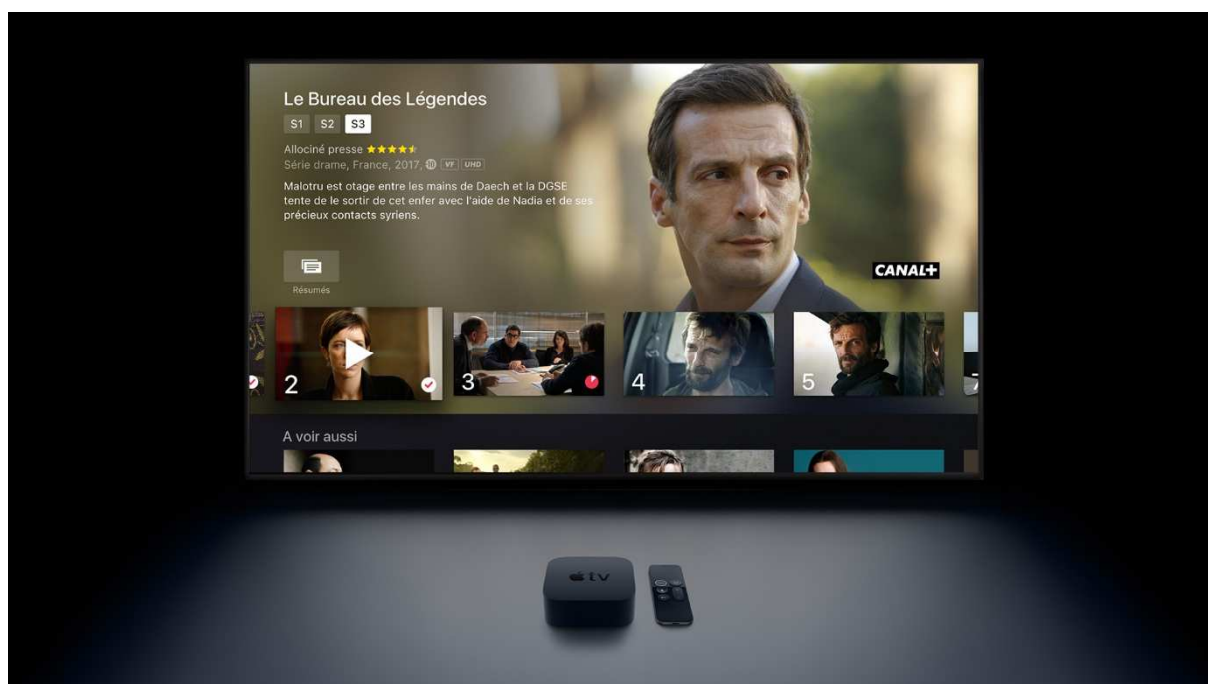 Le Bureau des Légendes
S1 S2 S3
Allociné presse
Série drame, France, 2017, 10 VF UHD
Malotru est otage entre les mains de Daech et la DGSE
tente de le sortir de cet enfer avec l'aide de Nadia et de ses
précieux contacts syriens.
CANAL+
Résumés
2 3 4 5 7
A voir aussi
tv